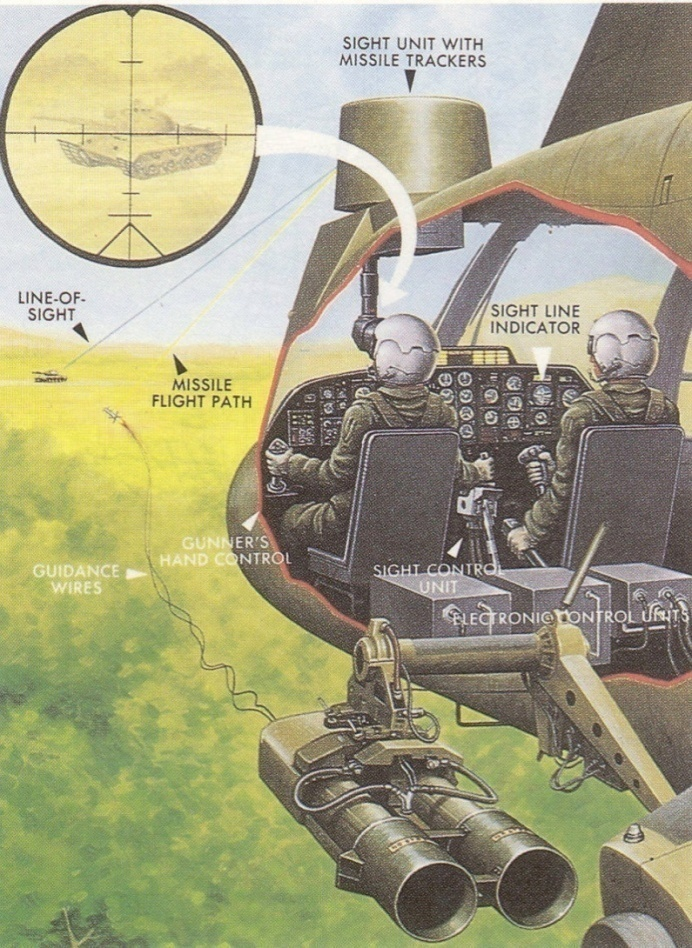 SIGHT UNIT WITH
MISSILE TRACKERS
LINE-OF-
SIGHT
SIGHT LINE
INDICATOR
MISSILE
FLIGHT PATH
GUNNER'S
HAND CONTROL
GUIDANCE
WIRES
SIGHT CONTROL
UNIT
ELECTRONIC CONTROL UNITS